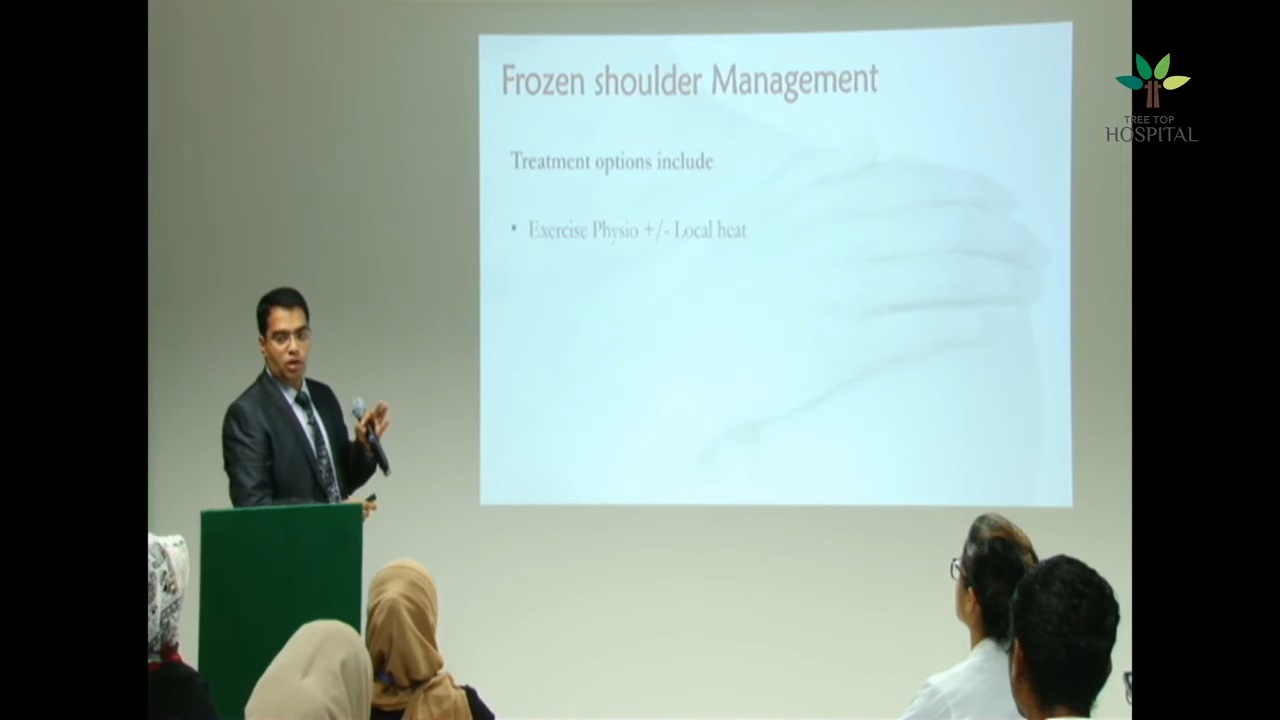 Frozen shoulder Management
Treatment options include
• Exercise Physio +/- Local heat
TREE TOP
HOSPITAL